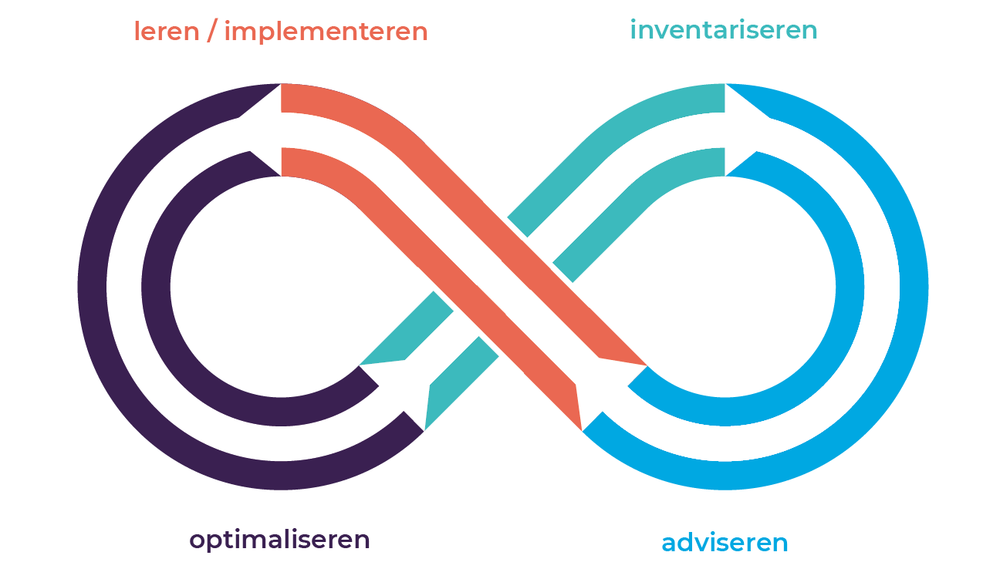 leren / implementeren
inventariseren
optimaliseren
adviseren